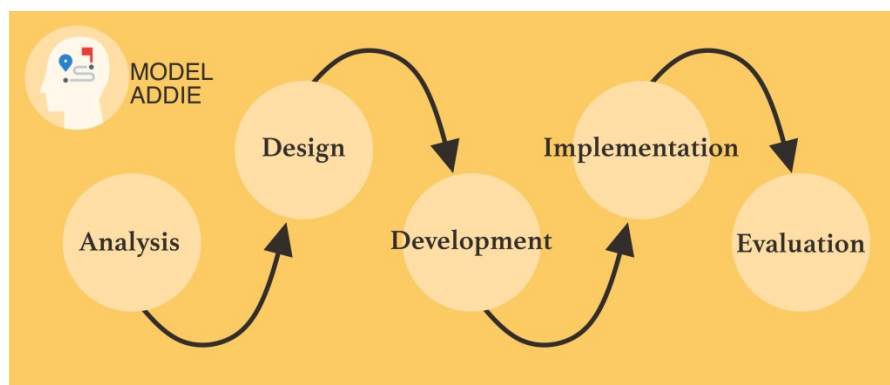 MODEL
ADDIE
Analysis
Design
Development
Implementation
Evaluation